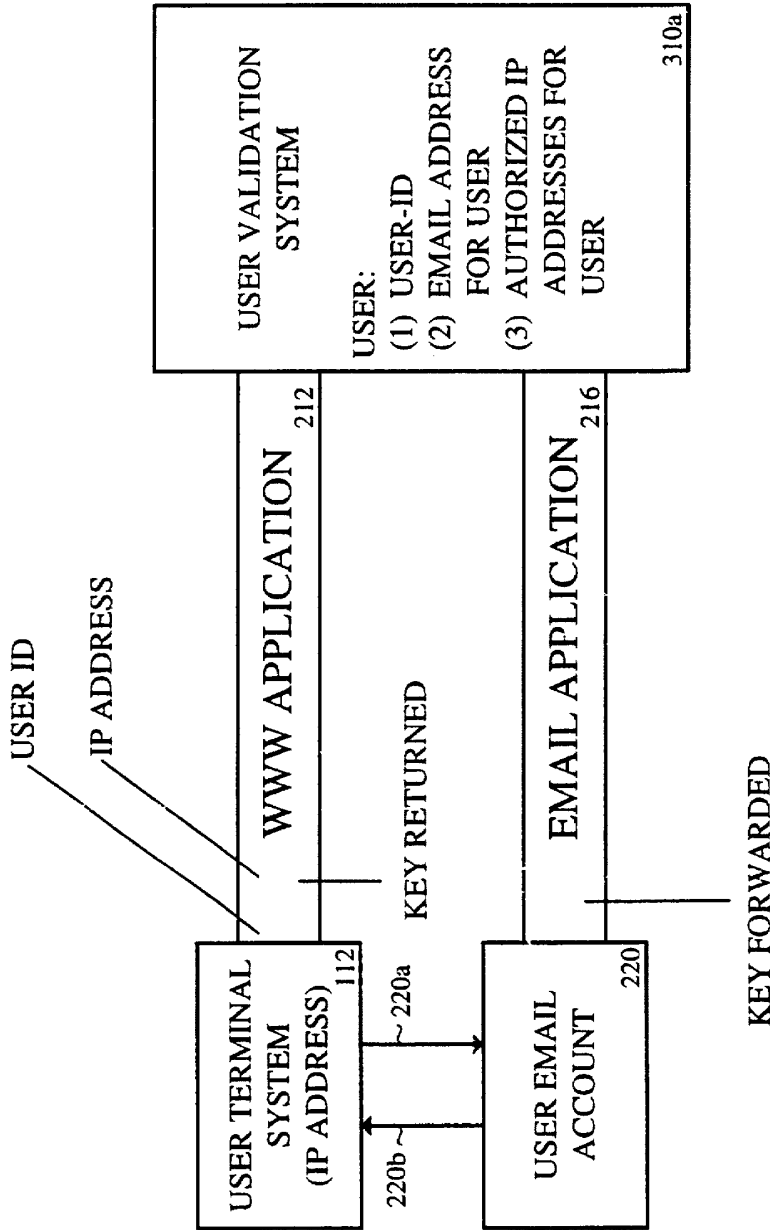 USER ID
IP ADDRESS
USER TERMINAL
SYSTEM
(IP ADDRESS)
112
WWW APPLICATION
212
KEY RETURNED
USER VALIDATION
SYSTEM
USER:
(1) USER-ID
(2) EMAIL ADDRESS
FOR USER
(3) AUTHORIZED IP
ADDRESSES FOR
USER
310a
220b
220a
USER EMAIL
ACCOUNT
220
EMAIL APPLICATION
216
KEY FORWARDED